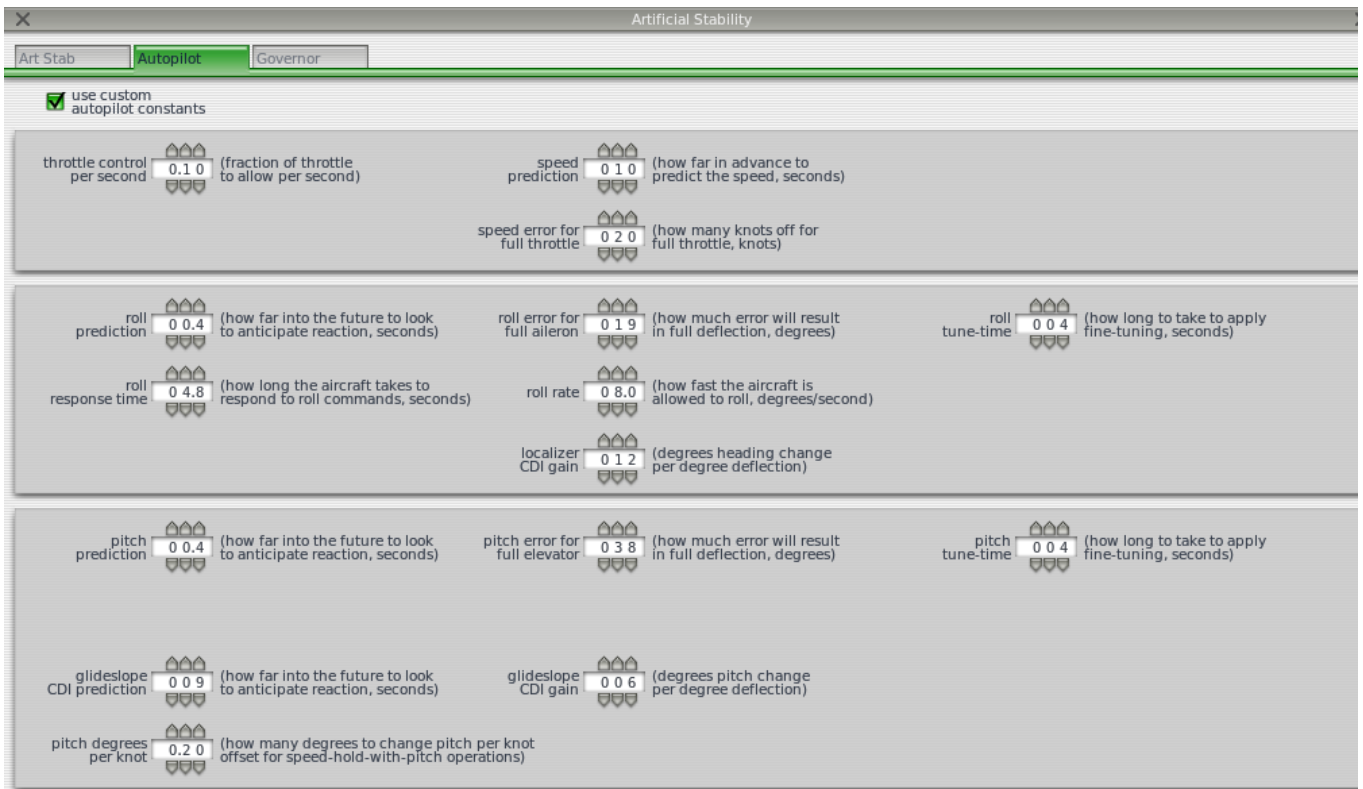 Artificial Stability
Art Stab
Autopilot
Governor
use custom
autopilot constants
throttle control
per second
0.1 0
(fraction of throttle
to allow per second)
speed
prediction
0 1 0
(how far in advance to
predict the speed, seconds)
speed error for
full throttle
0 2 0
(how many knots off for
full throttle, knots)
roll
prediction
0 0.4
(how far into the future to look
to anticipate reaction, seconds)
roll error for
full aileron
0 1 9
(how much error will result
in full deflection, degrees)
roll
tune-time
0 0 4
(how long to take to apply
fine-tuning, seconds)
roll
response time
0 4.8
(how long the aircraft takes to
respond to roll commands, seconds)
roll rate
0 8.0
(how fast the aircraft is
allowed to roll, degrees/second)
localizer
CDI gain
0 1 2
(degrees heading change
per degree deflection)
pitch
prediction
0 0.4
(how far into the future to look
to anticipate reaction, seconds)
pitch error for
full elevator
0 3 8
(how much error will result
in full deflection, degrees)
pitch
tune-time
0 0 4
(how long to take to apply
fine-tuning, seconds)
glideslope
CDI prediction
0 0 9
(how far into the future to look
to anticipate reaction, seconds)
glideslope
CDI gain
0 0 6
(degrees pitch change
per degree deflection)
pitch degrees
per knot
0.2 0
(how many degrees to change pitch per knot
offset for speed-hold-with-pitch operations)